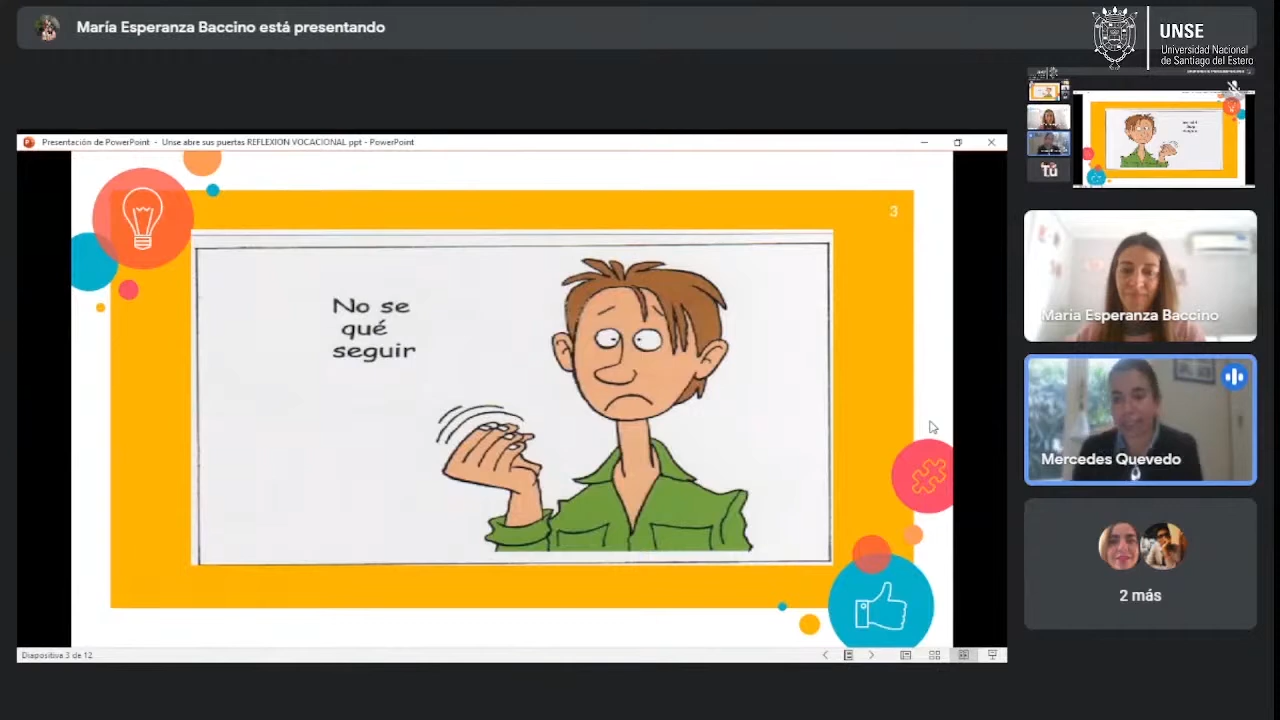 María Esperanza Baccino está presentando
UNSE
Universidad Nacional
de Santiago del Estero
Presentación de PowerPoint - Unse abre sus puertas REFLEXION VOCACIONAL ppt - PowerPoint
3
No se
qué
seguir
Tú
Maria Esperanza Baccino
Mercedes Quevedo
2 más
Diapositiva 3 de 12